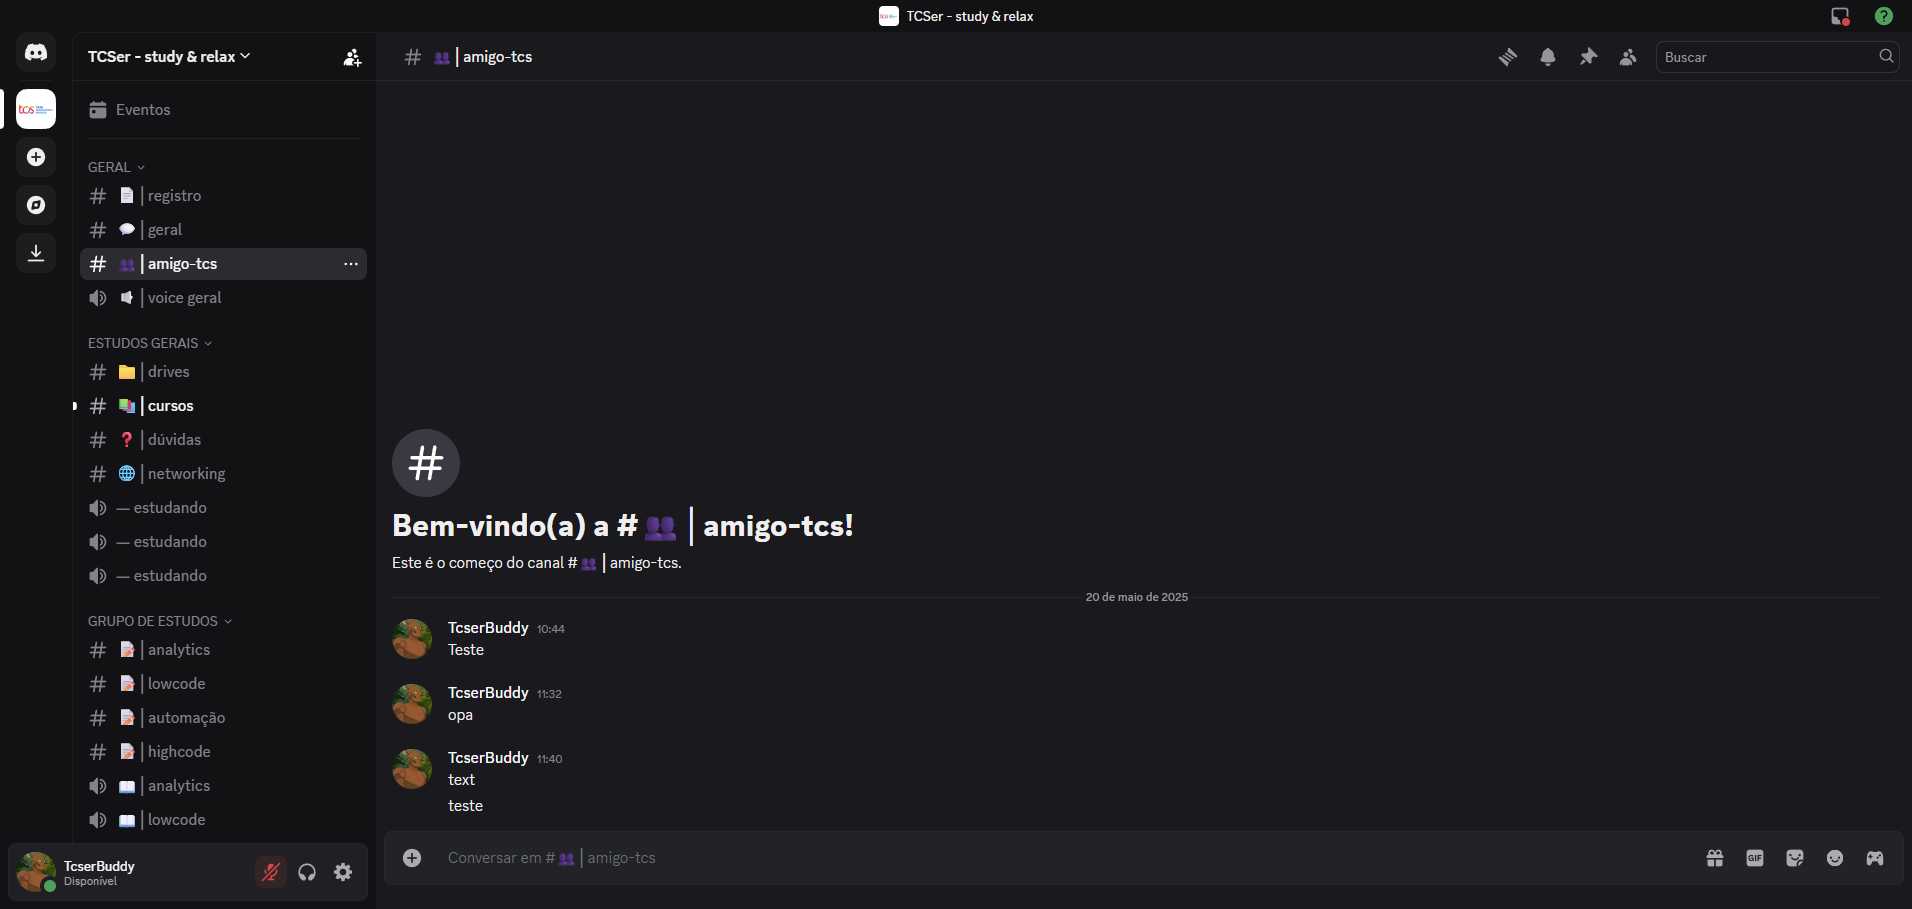 TCSer - study & relax
TCSer - study & relax
Eventos
GERAL
registro
geral
amigo-tcs
voice geral
ESTUDOS GERAIS
drives
cursos
dúvidas
networking
— estudando
— estudando
— estudando
GRUPO DE ESTUDOS
analytics
lowcode
automação
highcode
analytics
lowcode
TcserBuddy
Disponível
# 👥 | amigo-tcs
Buscar
Bem-vindo(a) a #👥 | amigo-tcs!
Este é o começo do canal #👥 | amigo-tcs.
20 de maio de 2025
TcserBuddy 10:44
Teste
TcserBuddy 11:32
opa
TcserBuddy 11:40
text
teste
Conversar em #👥 | amigo-tcs
GIF